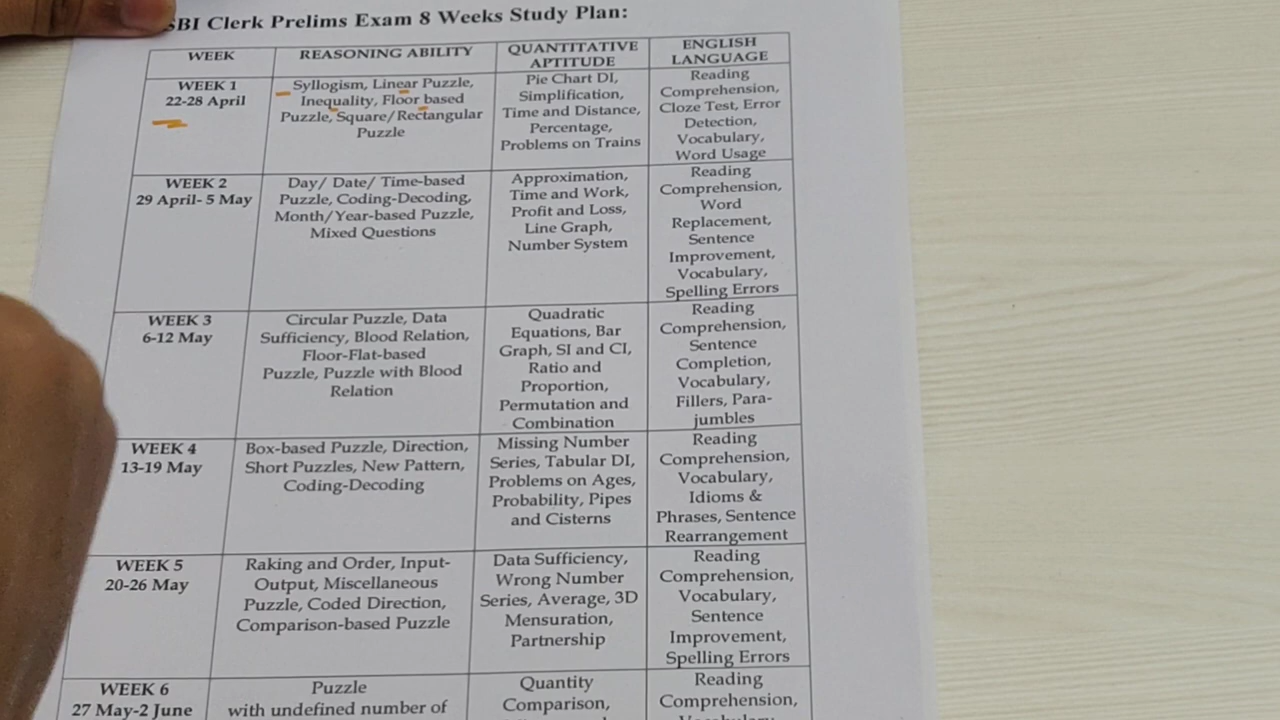 SBI Clerk Prelims Exam 8 Weeks Study Plan:
WEEK
REASONING ABILITY
QUANTITATIVE
APTITUDE
ENGLISH
LANGUAGE
WEEK 1
22-28 April
Syllogism, Linear Puzzle,
Inequality, Floor based
Puzzle, Square/Rectangular
Puzzle
Pie Chart DI,
Simplification,
Time and Distance,
Percentage,
Problems on Trains
Reading
Comprehension,
Cloze Test, Error
Detection,
Vocabulary,
Word Usage
WEEK 2
29 April- 5 May
Day/ Date/ Time-based
Puzzle, Coding-Decoding,
Month/Year-based Puzzle,
Mixed Questions
Approximation,
Time and Work,
Profit and Loss,
Line Graph,
Number System
Reading
Comprehension,
Word
Replacement,
Sentence
Improvement,
Vocabulary,
Spelling Errors
WEEK 3
6-12 May
Circular Puzzle, Data
Sufficiency, Blood Relation,
Floor-Flat-based
Puzzle, Puzzle with Blood
Relation
Quadratic
Equations, Bar
Graph, SI and CI,
Ratio and
Proportion,
Permutation and
Combination
Reading
Comprehension,
Sentence
Completion,
Vocabulary,
Fillers, Para-
jumbles
WEEK 4
13-19 May
Box-based Puzzle, Direction,
Short Puzzles, New Pattern,
Coding-Decoding
Missing Number
Series, Tabular DI,
Problems on Ages,
Probability, Pipes
and Cisterns
Reading
Comprehension,
Vocabulary,
Idioms &
Phrases, Sentence
Rearrangement
WEEK 5
20-26 May
Raking and Order, Input-
Output, Miscellaneous
Puzzle, Coded Direction,
Comparison-based Puzzle
Data Sufficiency,
Wrong Number
Series, Average, 3D
Mensuration,
Partnership
Reading
Comprehension,
Vocabulary,
Sentence
Improvement,
Spelling Errors
WEEK 6
27 May-2 June
Puzzle
with undefined number of
Quantity
Comparison,
Reading
Comprehension,